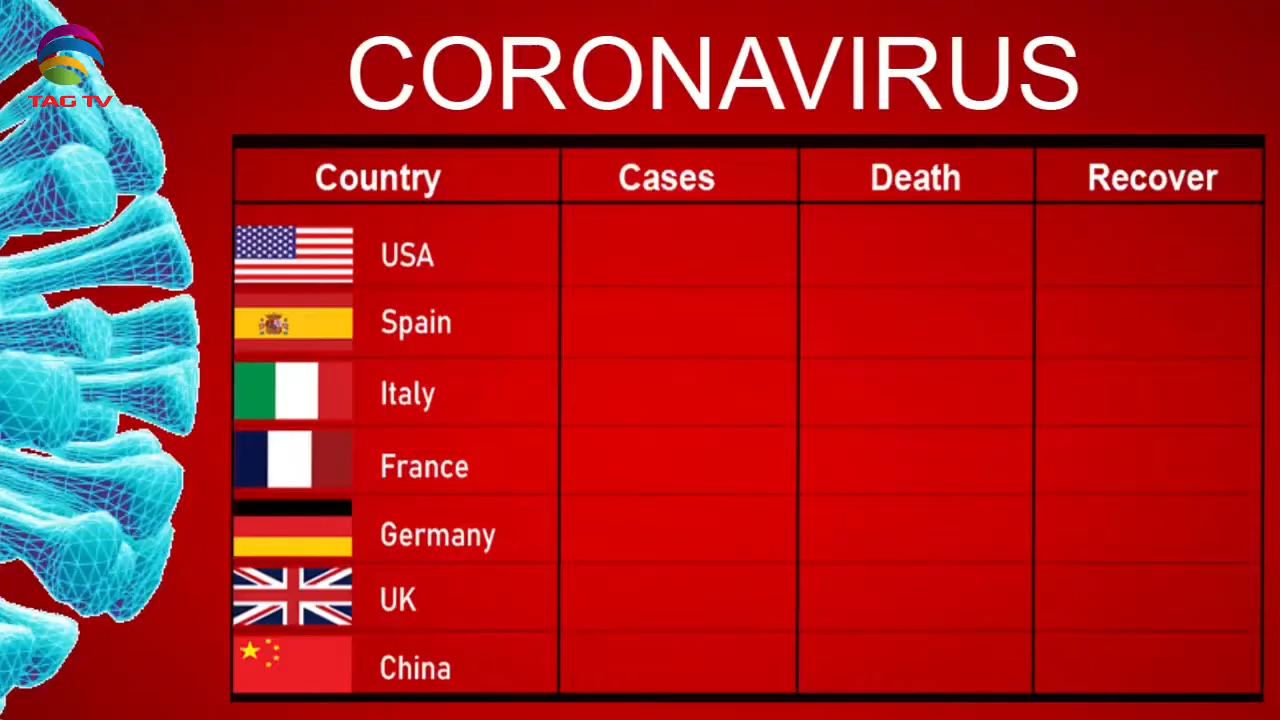 TAG TV
CORONAVIRUS
Country Cases Death Recover
USA
Spain
Italy
France
Germany
UK
China